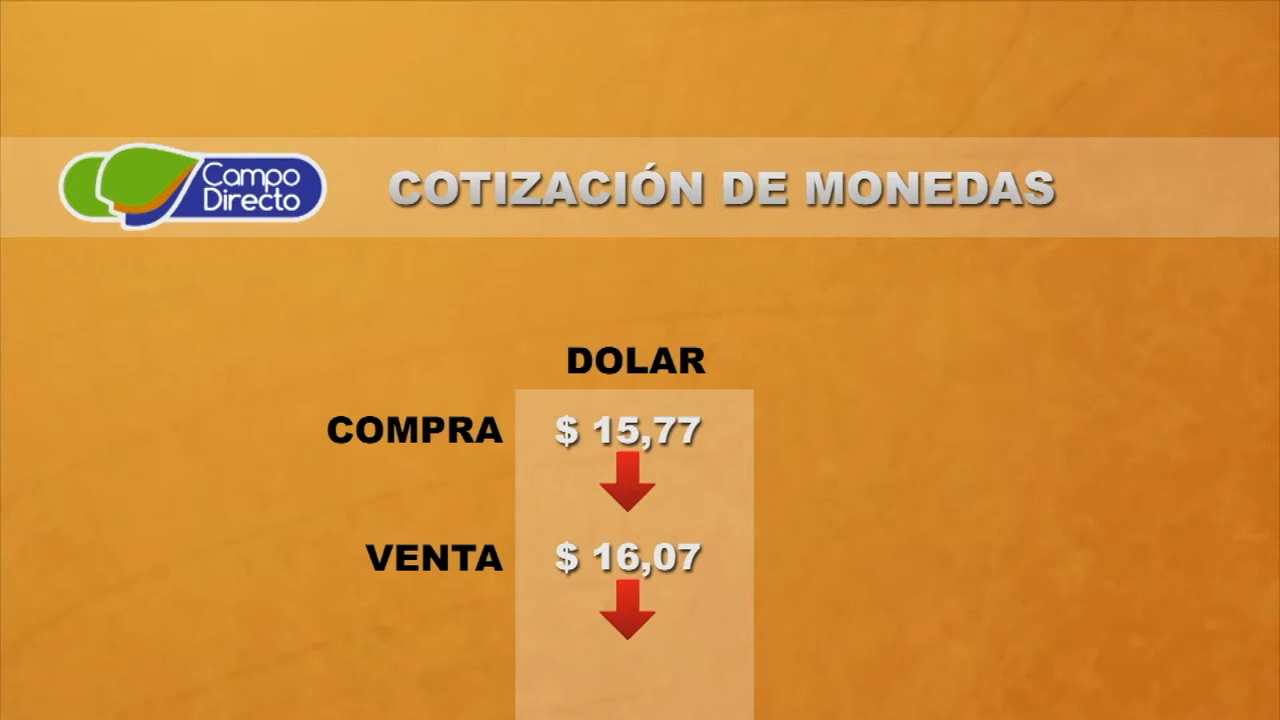 Campo
Directo
COTIZACIÓN DE MONEDAS
DOLAR
COMPRA $ 15,77
VENTA $ 16,07